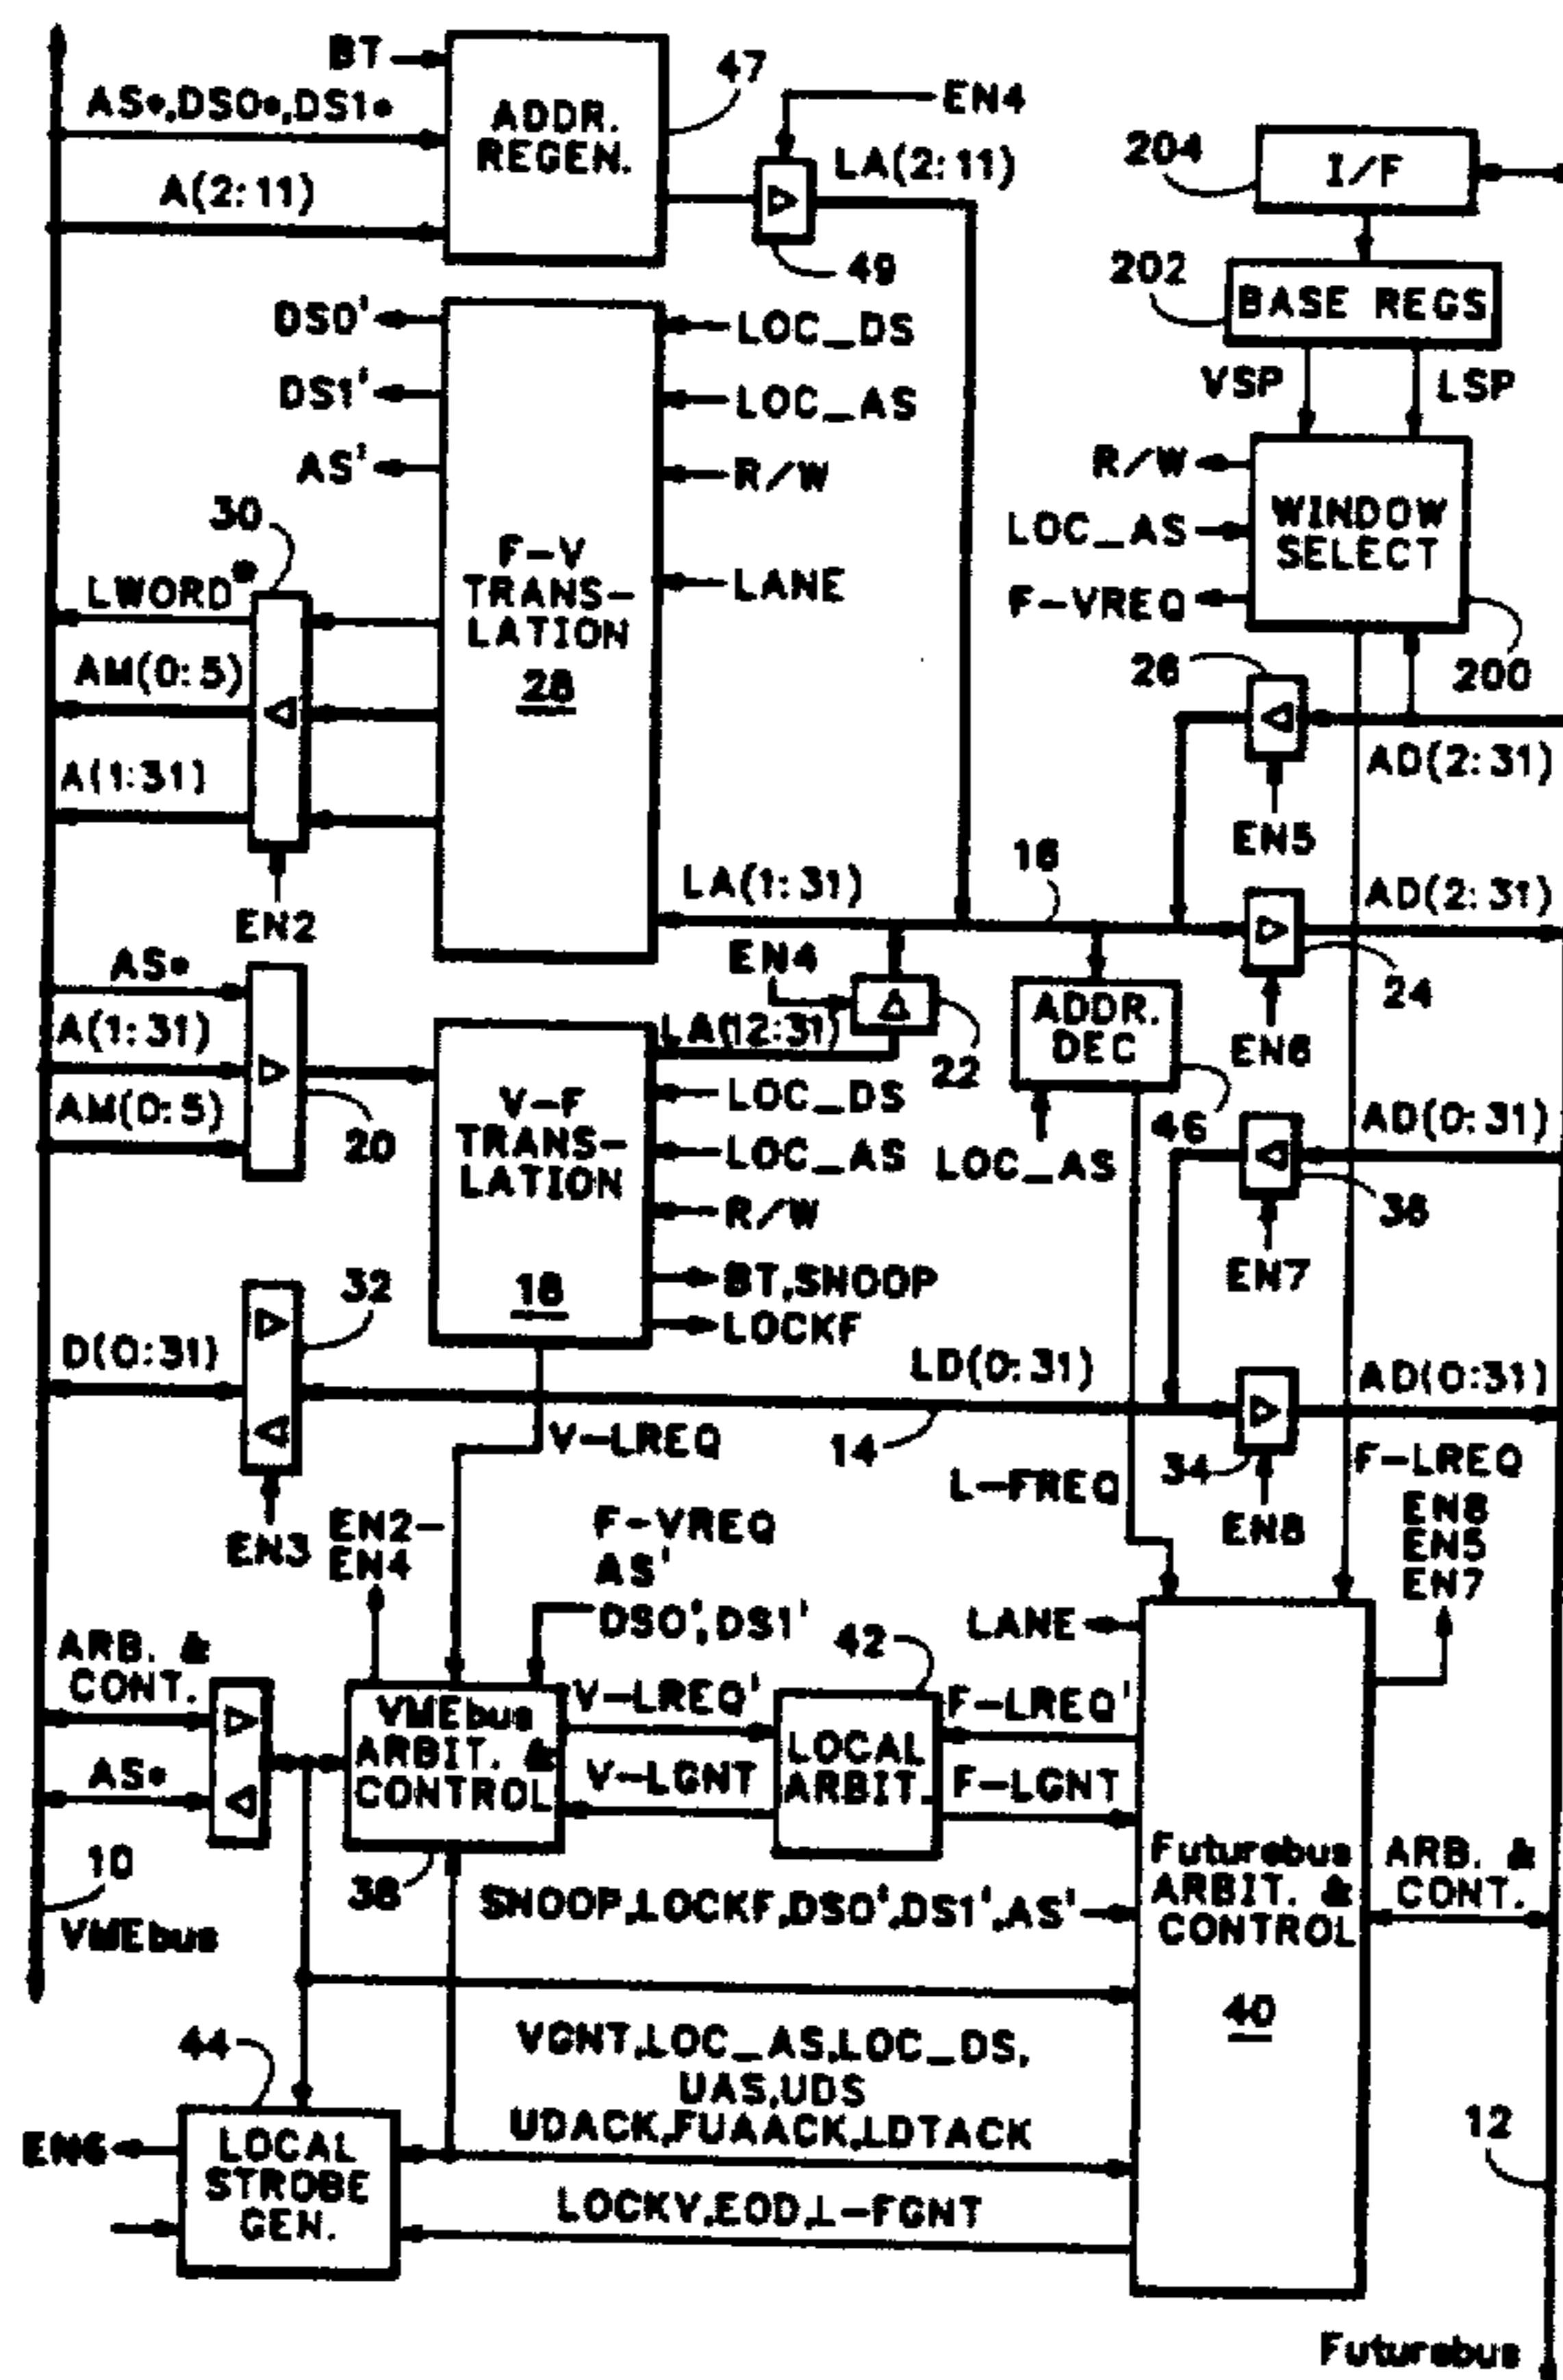 BT
AS*,DS0*,DS1*
A(2:11)
ADDR.
REGEN.
47
EN4
LA(2:11)
49
204
I/F
202
BASE REGS
VSP
LSP
DS0'
DS1'
AS'
LOC_DS
LOC_AS
R/W
LANE
F-V
TRANS-
LATION
28
R/W
LOC_AS
F-VREQ
WINDOW
SELECT
200
30
LWORD*
AM(0:5)
A(1:31)
EN2
26
AD(2:31)
EN5
LA(1:31)
16
AD(2:31)
24
EN6
AS*
A(1:31)
AM(0:5)
20
EN4
LA(12:31)
22
ADDR.
DEC
46
LOC_AS
V-F
TRANS-
LATION
18
LOC_DS
LOC_AS
R/W
BT,SNOOP
LOCKF
AD(0:31)
36
EN7
32
D(0:31)
EN3
LD(0:31)
14
AD(0:31)
34
EN8
V-LREQ
L-FREQ
F-LREQ
EN2-
EN4
F-VREQ
AS'
DS0',DS1'
EN8
EN5
EN7
LANE
42
ARB. &
CONT.
AS*
VMEbus
ARBIT. &
CONTROL
38
V-LREQ'
V-LGNT
LOCAL
ARBIT.
F-LREQ'
F-LGNT
Futurebus
ARBIT. &
CONTROL
40
ARB. &
CONT.
10
VMEbus
SNOOP,LOCKF,DS0',DS1',AS'
44
VGNT,LOC_AS,LOC_DS,
UAS,UDS
UDACK,FUAACK,LDTACK
LOCKV,EOD,L-FGNT
EN6
LOCAL
STROBE
GEN.
12
Futurebus